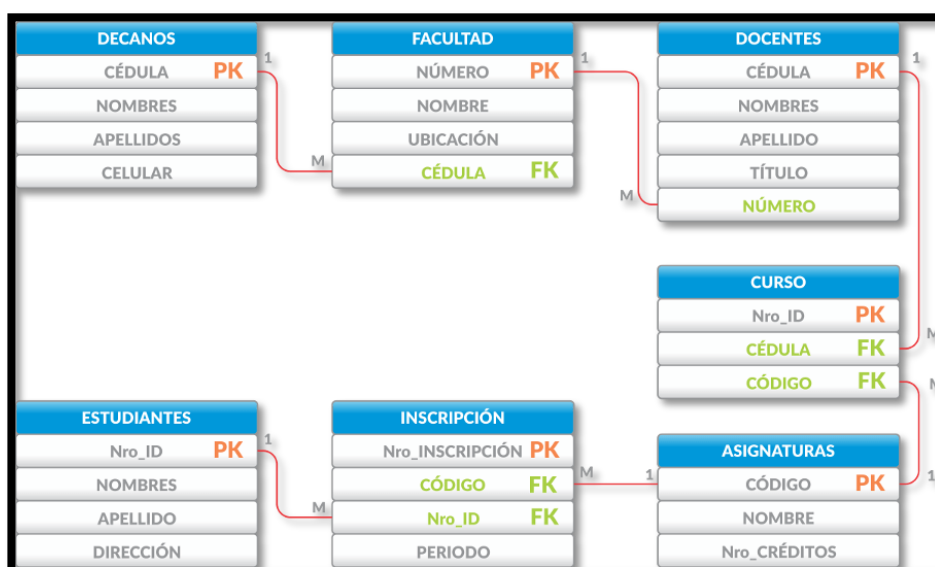 DECANOS
CÉDULA PK
NOMBRES
APELLIDOS
CELULAR
1
M
FACULTAD
NÚMERO PK
NOMBRE
UBICACIÓN
CÉDULA FK
1
M
DOCENTES
CÉDULA PK
NOMBRES
APELLIDO
TÍTULO
NÚMERO
1
M
CURSO
Nro_ID PK
CÉDULA FK
CÓDIGO FK
M
1
ESTUDIANTES
Nro_ID PK
NOMBRES
APELLIDO
DIRECCIÓN
1
M
INSCRIPCIÓN
Nro_INSCRIPCIÓN PK
CÓDIGO FK
Nro_ID FK
PERIODO
M
1
ASIGNATURAS
CÓDIGO PK
NOMBRE
Nro_CRÉDITOS